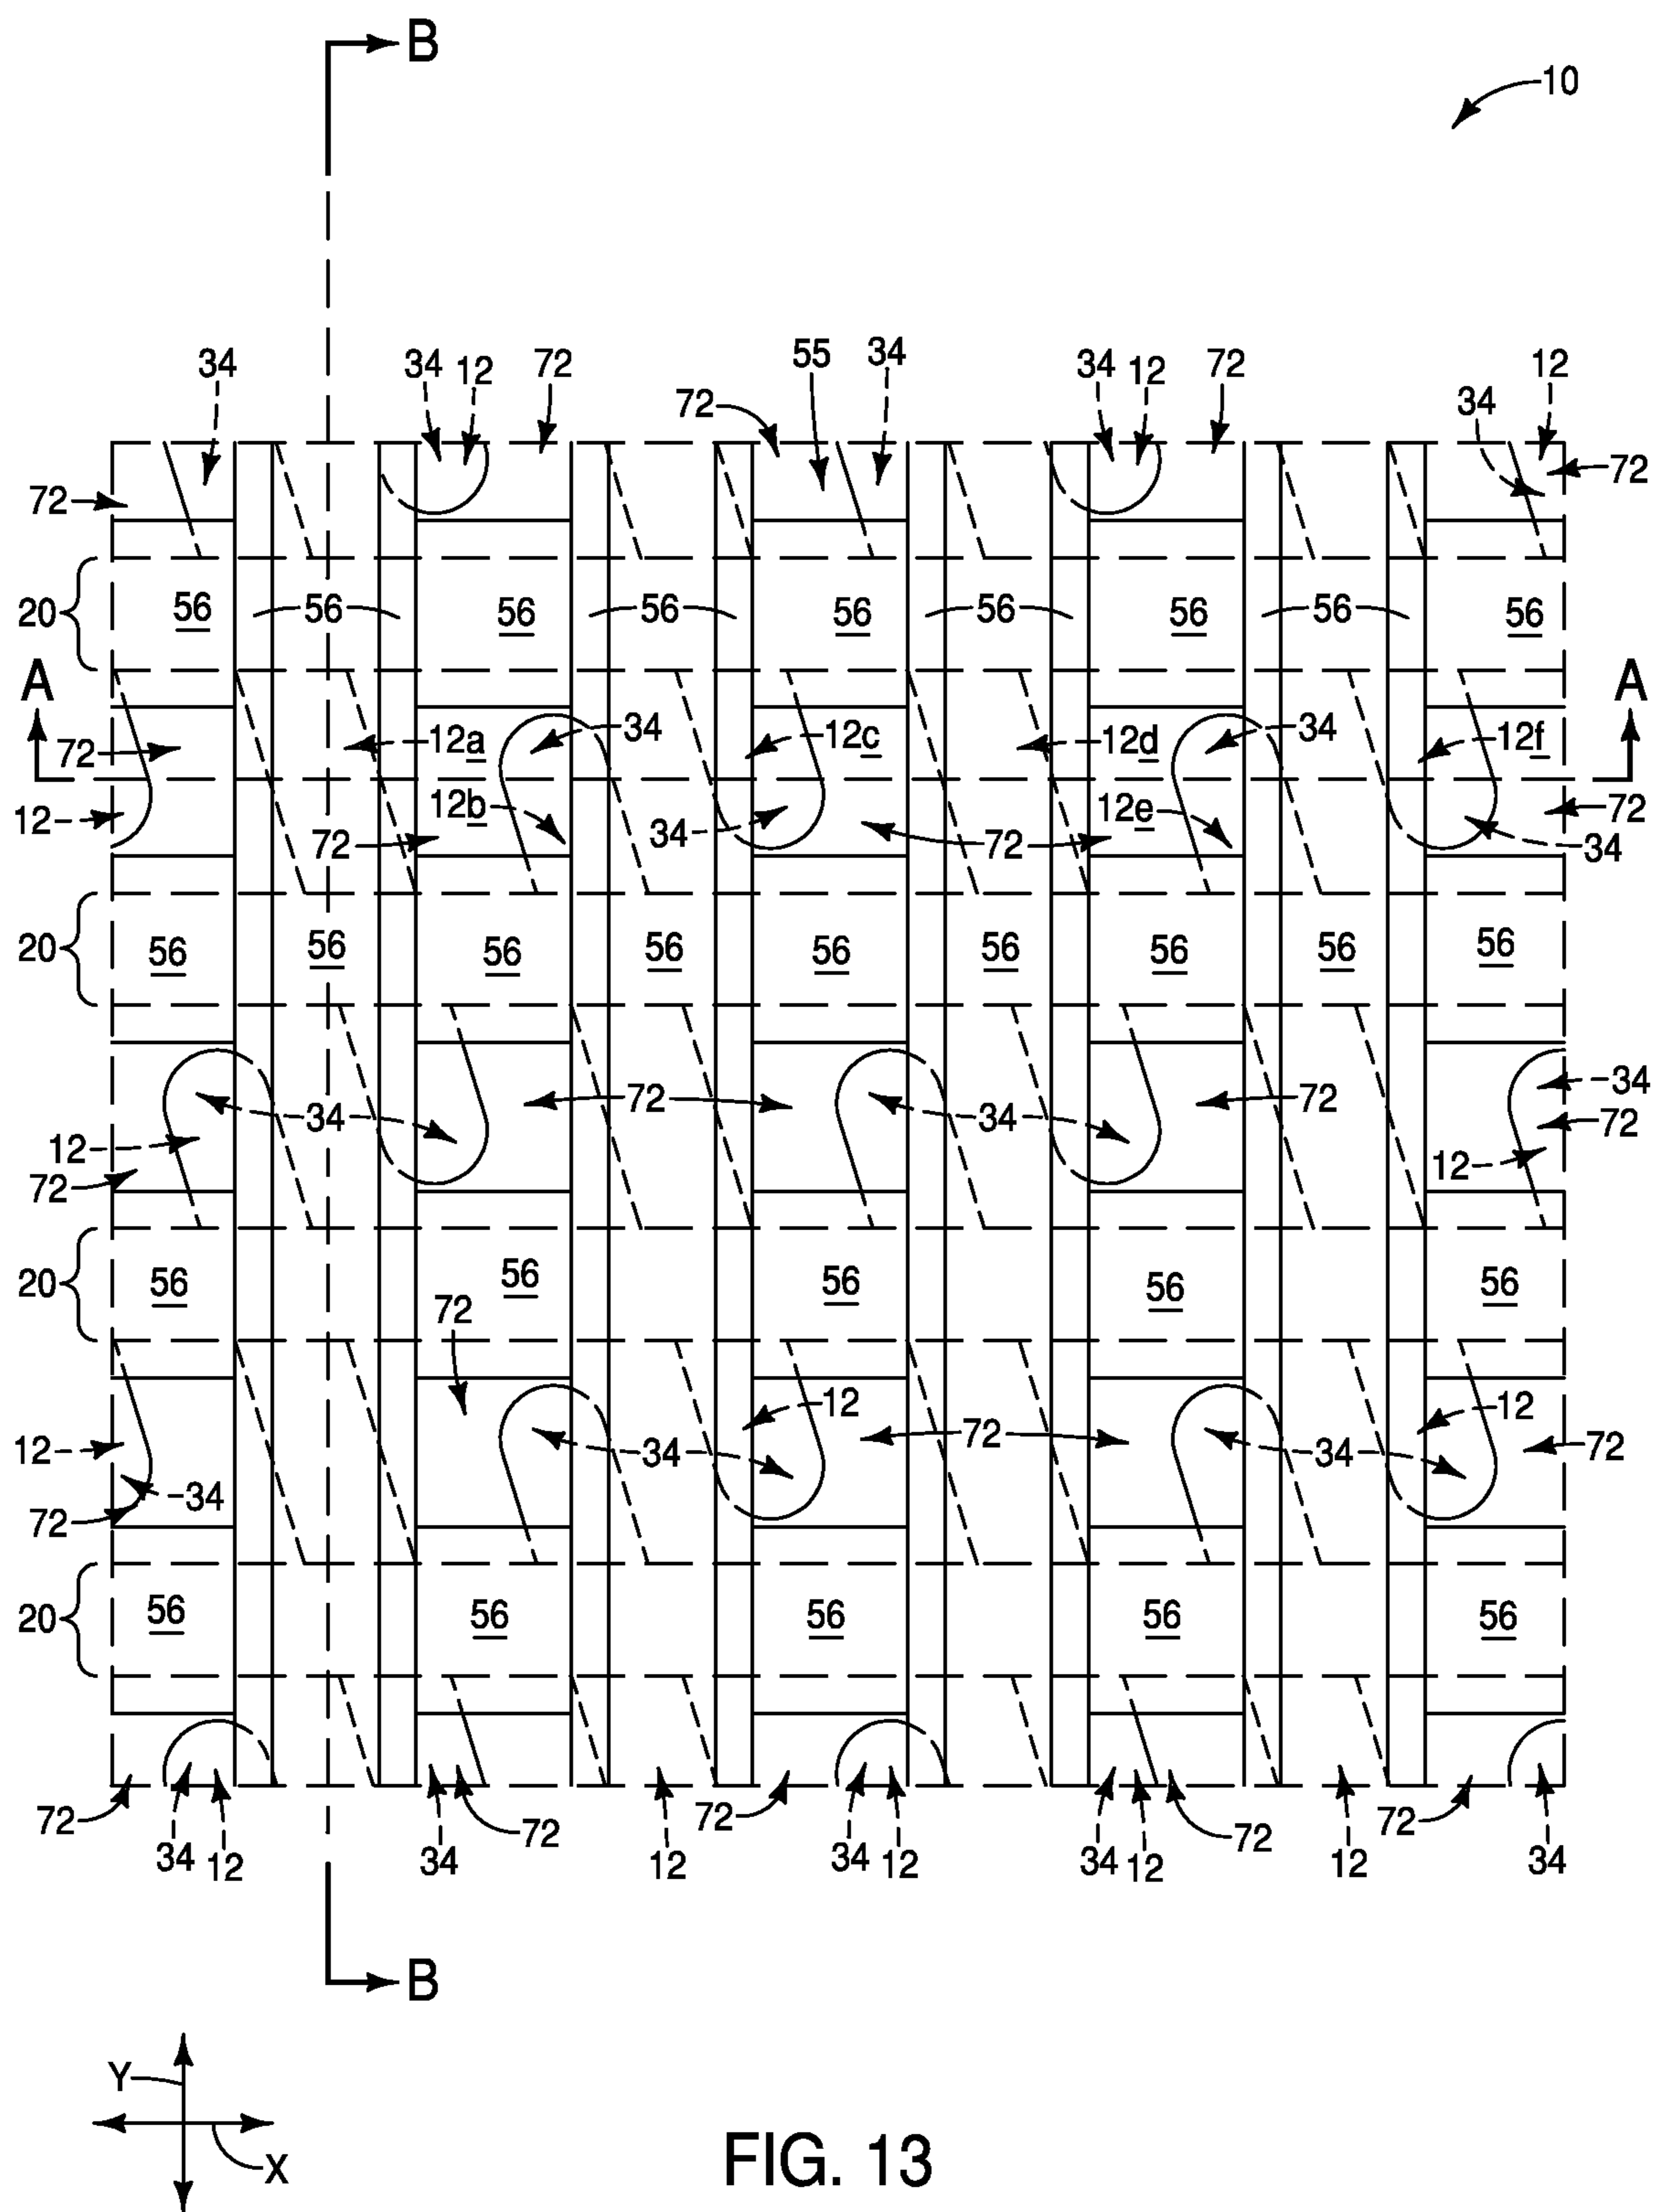 B
10
34 34 12 72 55 34 34 12 72 12
72 34
72 72
20 56 56 56 56 56 56 56 56 56
A A
34 34
72 12a 12c 12d 12f
12 12b 34 12e 72
72 72 34
20 56 56 56 56 56 56 56 56 56
34
72 72
34 34 72
12 12
72
20 56 56 56 56 56
72
12 12
12 34 72 34 72
34
72
20 56 56 56 56 56
72 72 72 72 72
34 12 34 12 34 12 34 12 12 34
B
Y
X
FIG. 13